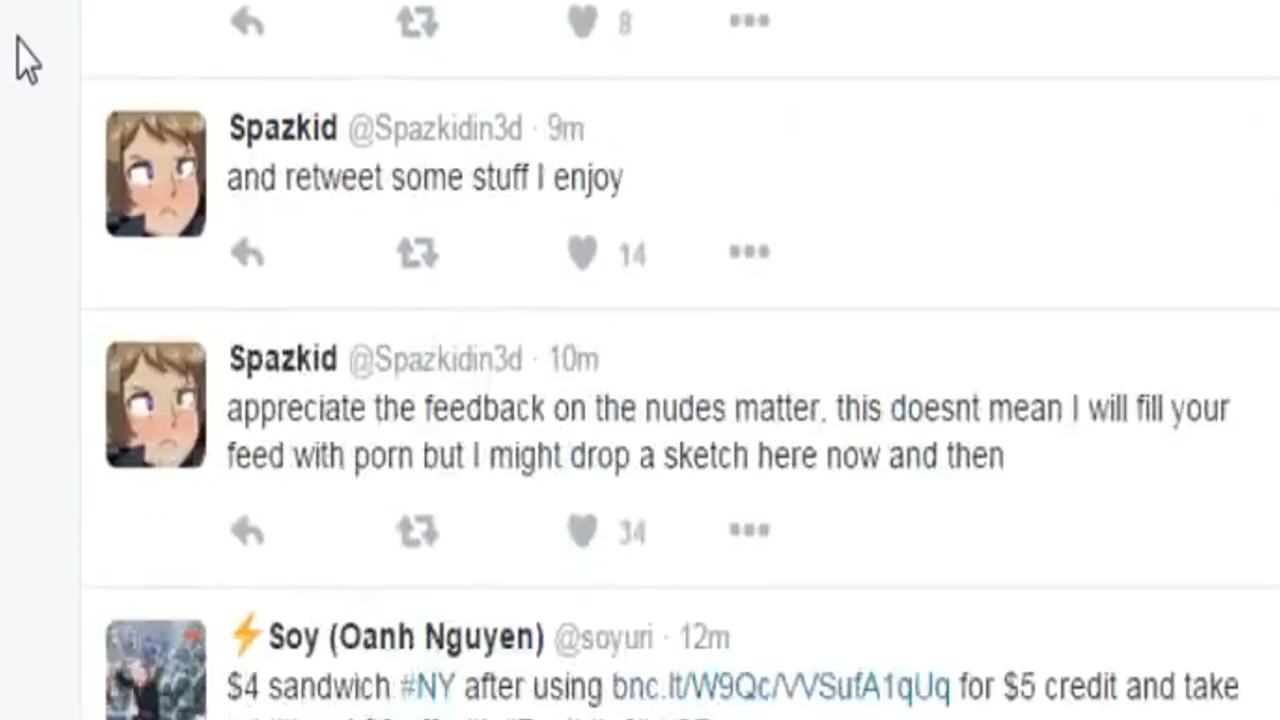 8
Spazkid @Spazkidin3d · 9m
and retweet some stuff I enjoy
14
Spazkid @Spazkidin3d · 10m
appreciate the feedback on the nudes matter. this doesnt mean I will fill your
feed with porn but I might drop a sketch here now and then
34
⚡Soy (Oanh Nguyen) @soyuri · 12m
$4 sandwich #NY after using bnc.lt/W9Qc/VVSufA1qUq for $5 credit and take